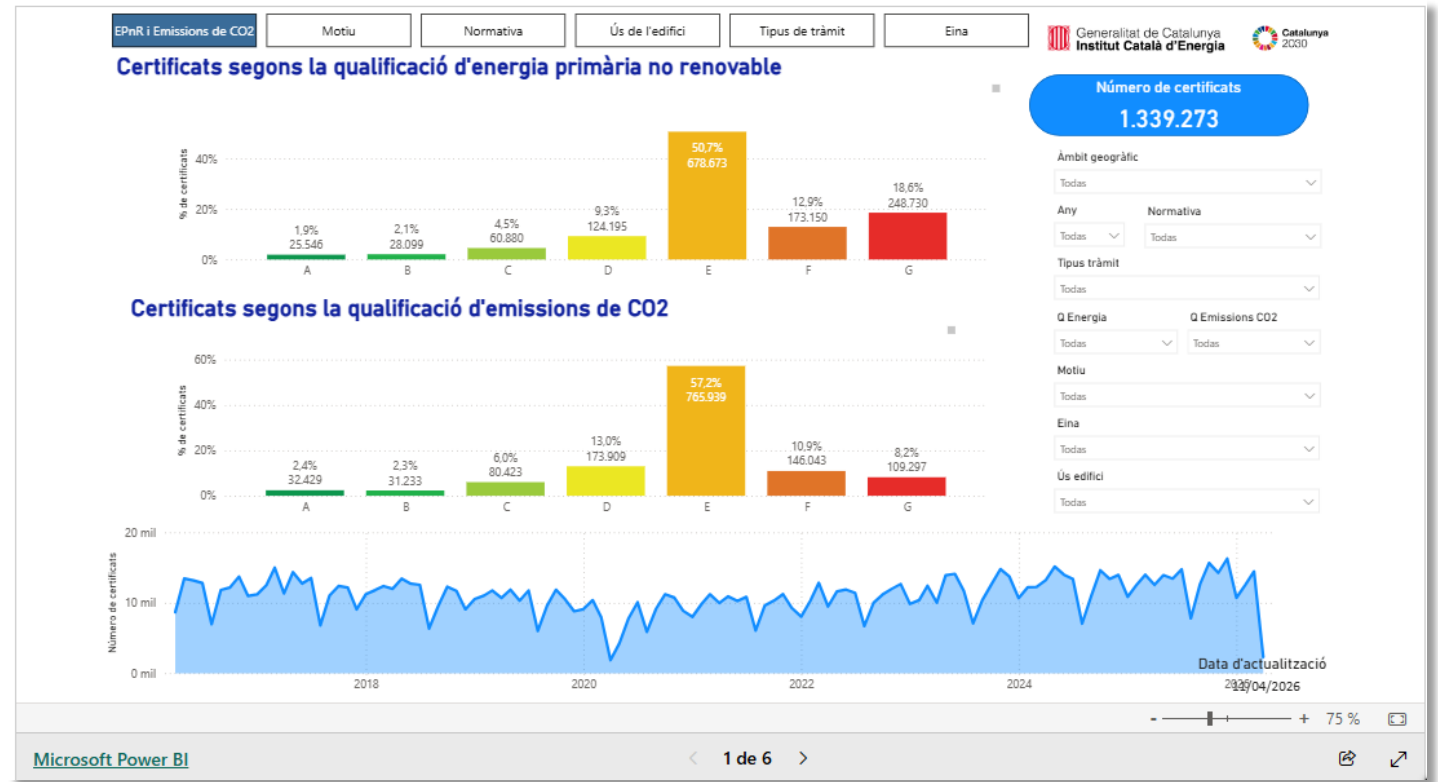 EPnR i Emissions de CO2
Motiu
Normativa
Ús de l'edifici
Tipus de tràmit
Eina
Generalitat de Catalunya
Institut Català d'Energia
Catalunya
2030
Certificats segons la qualificació d'energia primària no renovable
Número de certificats
1.339.273
% de certificats
40%
20%
0%
1,9%
25.546
2,1%
28.099
4,5%
60.880
9,3%
124.195
50,7%
678.673
12,9%
173.150
18,6%
248.730
A
B
C
D
E
F
G
Àmbit geogràfic
Todas
Any
Normativa
Todas
Todas
Tipus tràmit
Todas
Q Energia
Q Emissions CO2
Todas
Todas
Motiu
Todas
Eina
Todas
Ús edifici
Todas
Certificats segons la qualificació d'emissions de CO2
% de certificats
60%
40%
20%
0%
2,4%
32.429
2,3%
31.233
6,0%
80.423
13,0%
173.909
57,2%
765.939
10,9%
146.043
8,2%
109.297
A
B
C
D
E
F
G
Número de certificats
20 mil
10 mil
0 mil
2018
2020
2022
2024
Data d'actualització
11/04/2026
- + 75 %
Microsoft Power BI
1 de 6